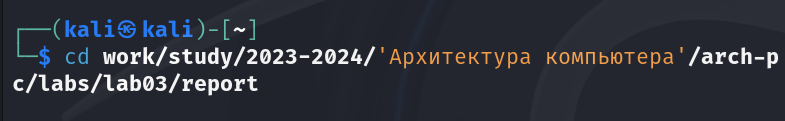 ┌──(kali㉿kali)-[~]
└─$ cd work/study/2023-2024/'Архитектура компьютера'/arch-p
c/labs/lab03/report